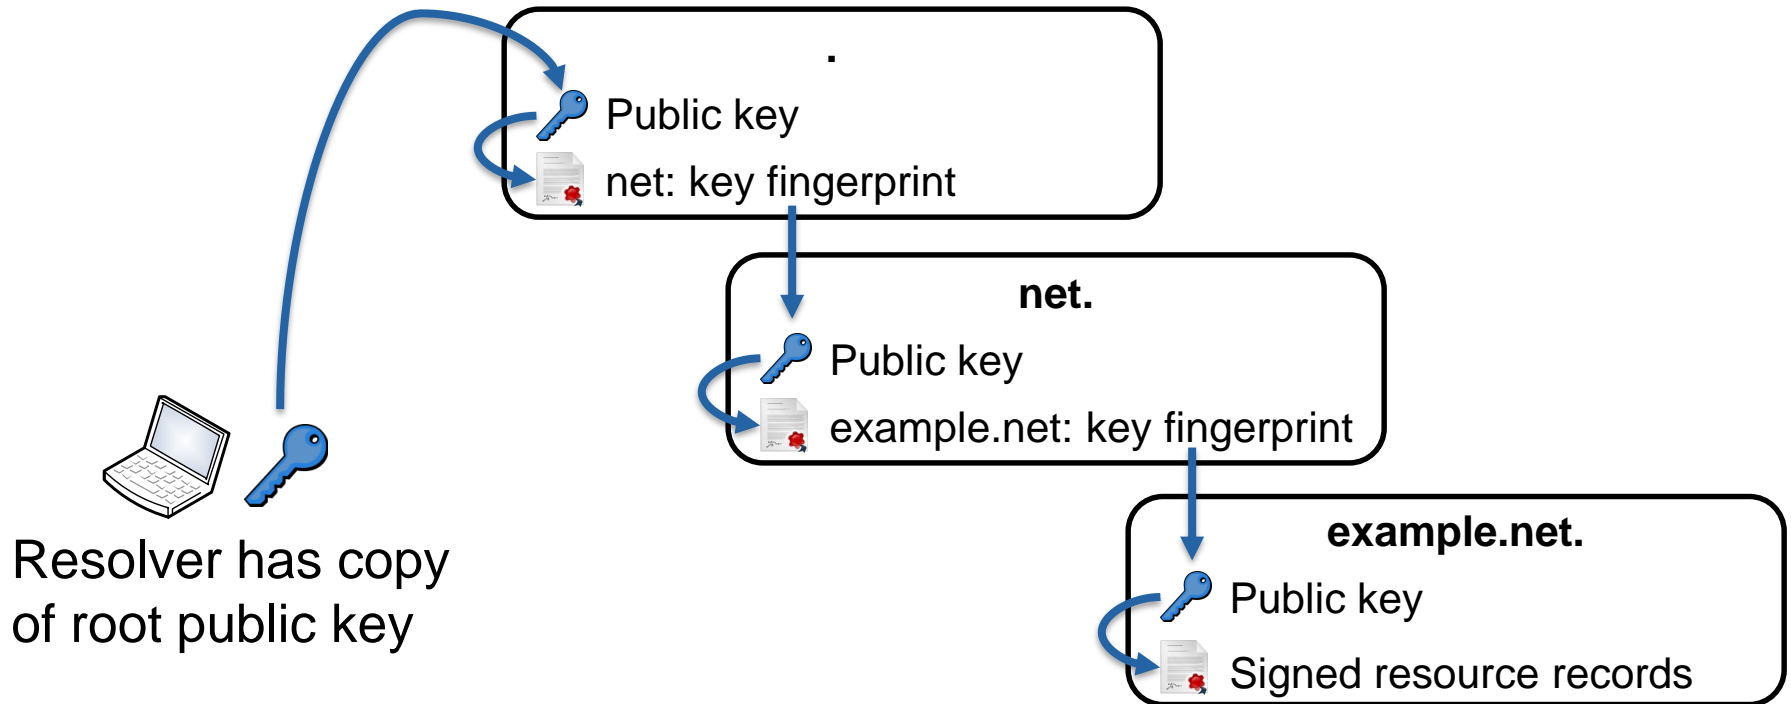 .
Public key
net: key fingerprint
net.
Public key
example.net: key fingerprint
Resolver has copy
of root public key
example.net.
Public key
Signed resource records